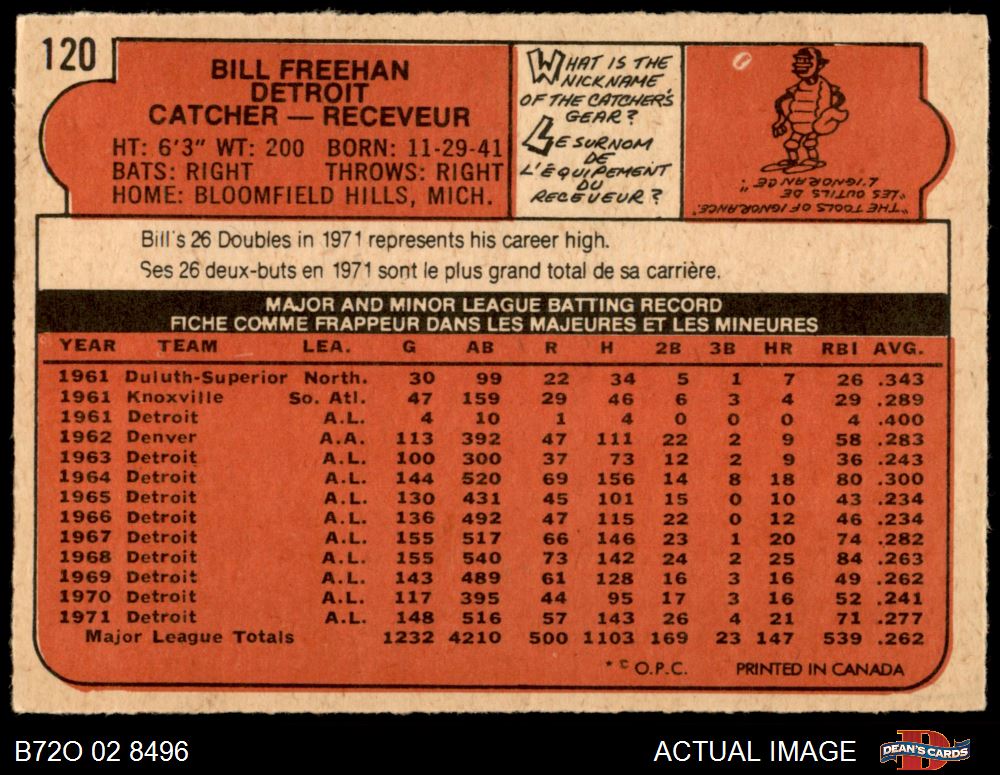 120
BILL FREEHAN
DETROIT
CATCHER — RECEVEUR
HT: 6'3" WT: 200 BORN: 11-29-41
BATS: RIGHT THROWS: RIGHT
HOME: BLOOMFIELD HILLS, MICH.
WHAT IS THE
NICKNAME
OF THE CATCHER'S
GEAR?
LE SURNOM
DE
L'ÉQUIPEMENT
DU
RECEVEUR?
"THE TOOLS OF IGNORANCE".
"LES OUTILS DE
L'IGNORANCE".
Bill's 26 Doubles in 1971 represents his career high.
Ses 26 deux-buts en 1971 sont le plus grand total de sa carrière.
MAJOR AND MINOR LEAGUE BATTING RECORD
FICHE COMME FRAPPEUR DANS LES MAJEURES ET LES MINEURES
YEAR TEAM LEA. G AB R H 2B 3B HR RBI AVG.
1961 Duluth-Superior North. 30 99 22 34 5 1 7 26 .343
1961 Knoxville So. Atl. 47 159 29 46 6 3 4 29 .289
1961 Detroit A.L. 4 10 1 4 0 0 0 4 .400
1962 Denver A.A. 113 392 47 111 22 2 9 58 .283
1963 Detroit A.L. 100 300 37 73 12 2 9 36 .243
1964 Detroit A.L. 144 520 69 156 14 8 18 80 .300
1965 Detroit A.L. 130 431 45 101 15 0 10 43 .234
1966 Detroit A.L. 136 492 47 115 22 0 12 46 .234
1967 Detroit A.L. 155 517 66 146 23 1 20 74 .282
1968 Detroit A.L. 155 540 73 142 24 2 25 84 .263
1969 Detroit A.L. 143 489 61 128 16 3 16 49 .262
1970 Detroit A.L. 117 395 44 95 17 3 16 52 .241
1971 Detroit A.L. 148 516 57 143 26 4 21 71 .277
Major League Totals 1232 4210 500 1103 169 23 147 539 .262
* © O.P.C. PRINTED IN CANADA
B72O 02 8496
ACTUAL IMAGE
D
DEAN'S CARDS